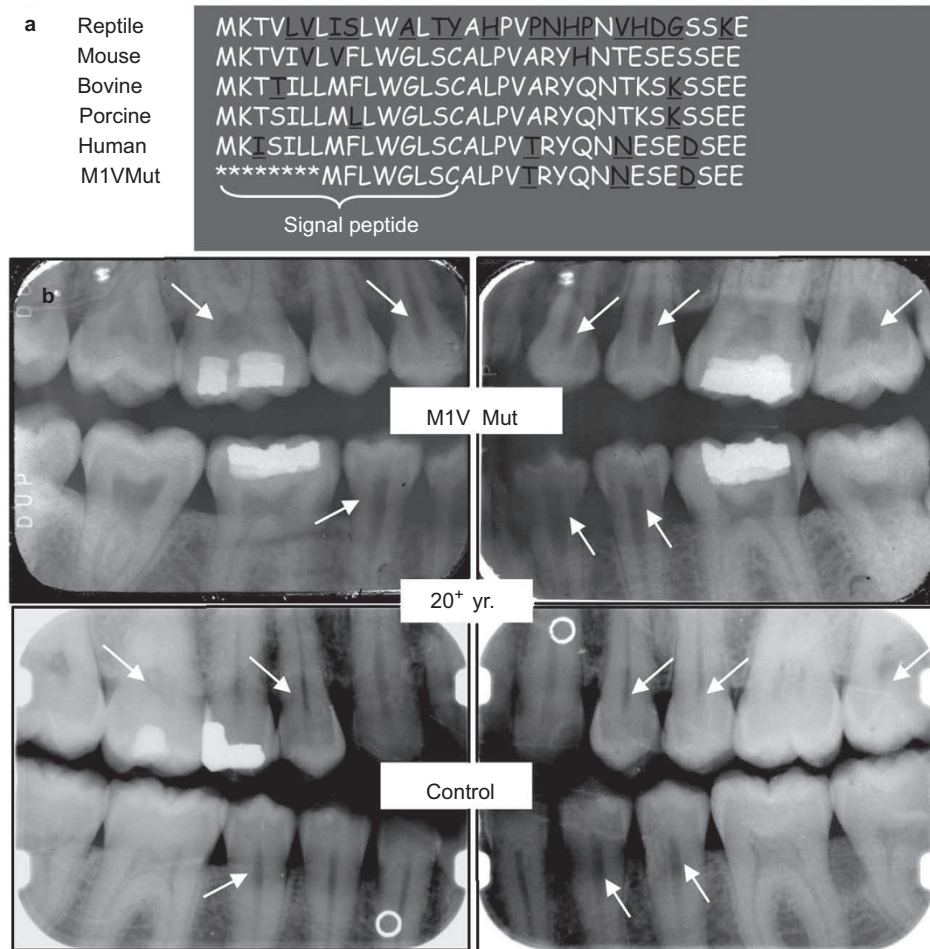 a
Reptile MKTVLVLISLWALTYAHPVPNHPNVHDGSSKE
Mouse MKTVIVLVFLWGLSCALPVARYHNTESESSEE
Bovine MKTTILLMFLWGLSCALPVARYQNTKSKSSEE
Porcine MKTSILLMLLWGLSCALPVARYQNTKSKSSEE
Human MKISILLMFLWGLSCALPVTRYQNNESEDSEE
M1VMut ********MFLWGLSCALPVTRYQNNESEDSEE
Signal peptide
b
M1V Mut
DUP
20+ yr.
Control